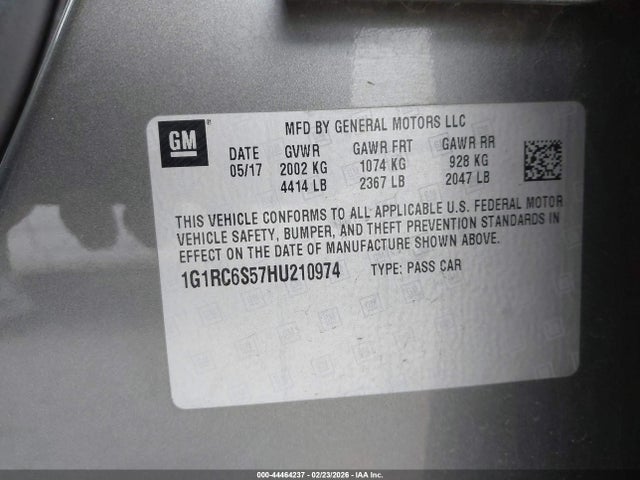 GM
MFD BY GENERAL MOTORS LLC
DATE GVWR GAWR FRT GAWR RR
05/17 2002 KG 1074 KG 928 KG
4414 LB 2367 LB 2047 LB
THIS VEHICLE CONFORMS TO ALL APPLICABLE U.S. FEDERAL MOTOR
VEHICLE SAFETY, BUMPER, AND THEFT PREVENTION STANDARDS IN
EFFECT ON THE DATE OF MANUFACTURE SHOWN ABOVE.
1G1RC6S57HU210974 TYPE: PASS CAR
000-44464237 - 02/23/2026 - IAA Inc.